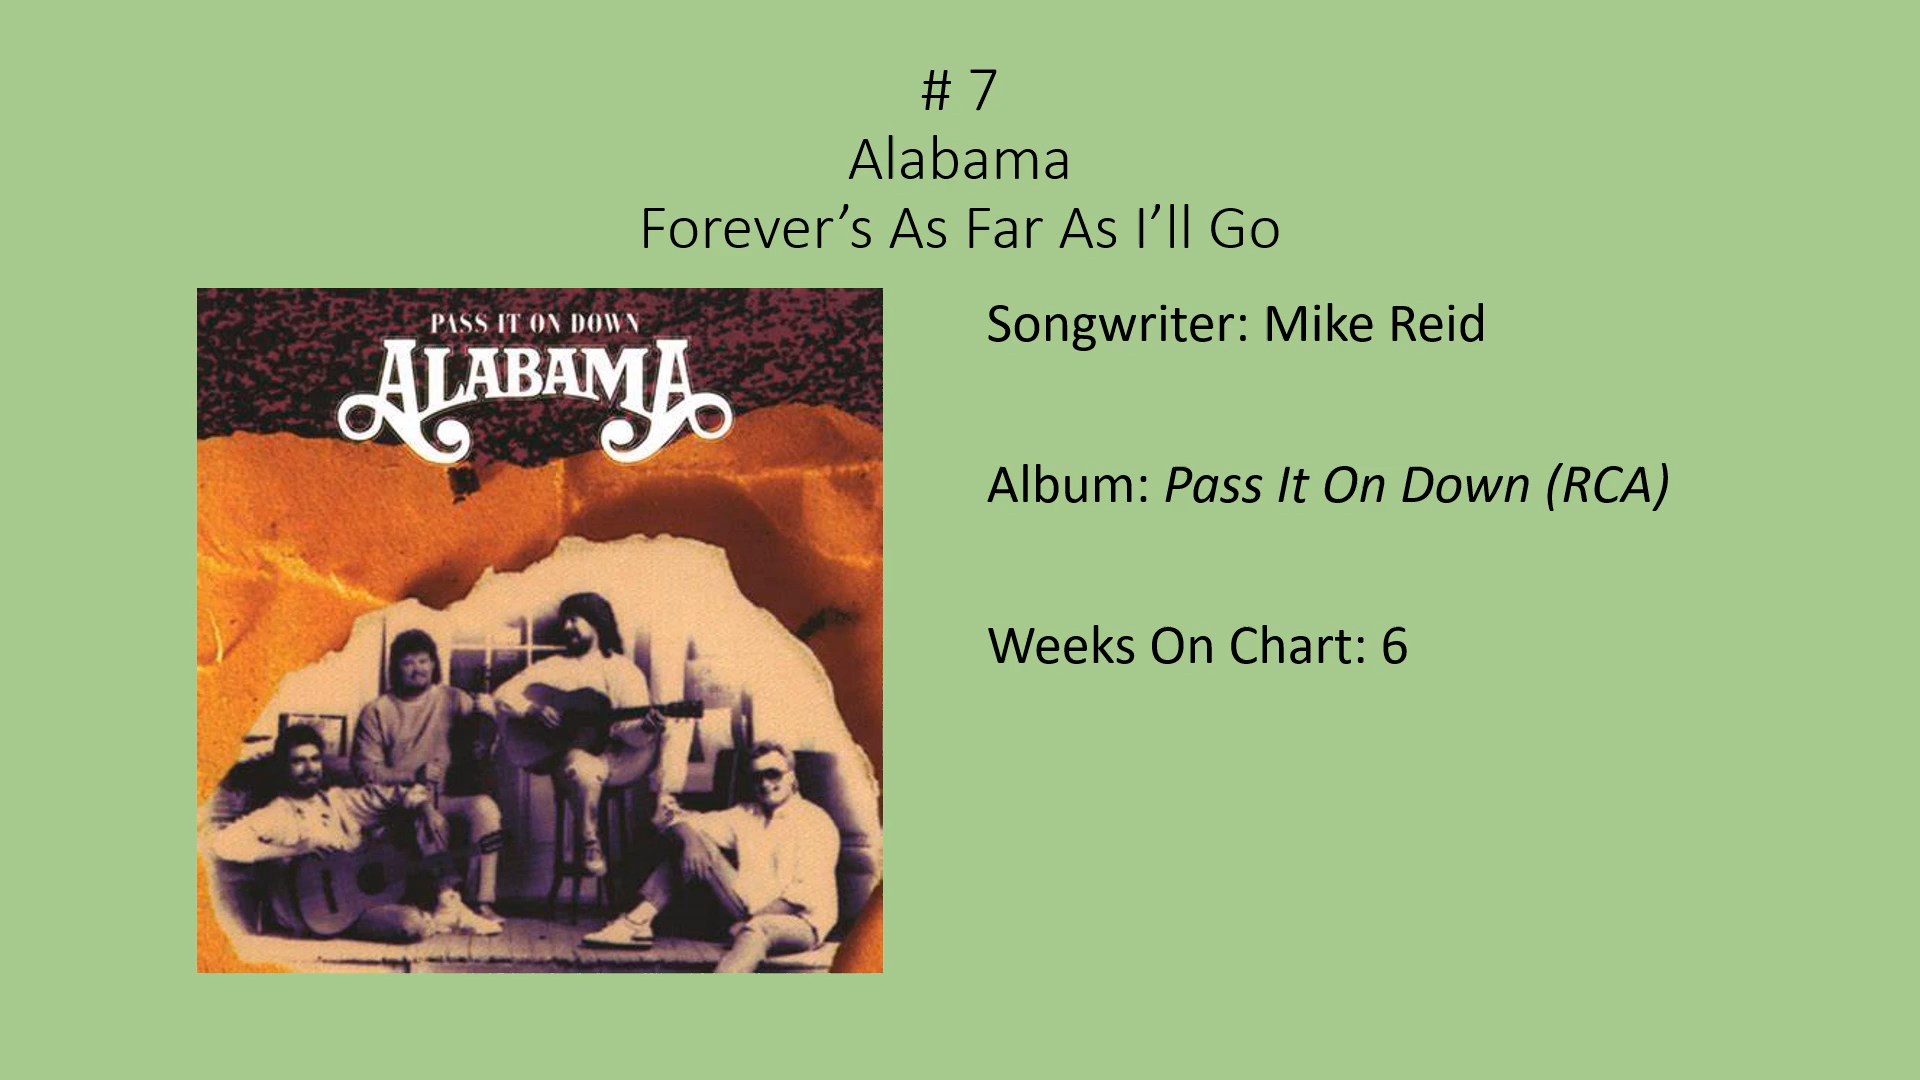 # 7
Alabama
Forever’s As Far As I’ll Go
PASS IT ON DOWN
ALABAMA
Songwriter: Mike Reid
Album: Pass It On Down (RCA)
Weeks On Chart: 6